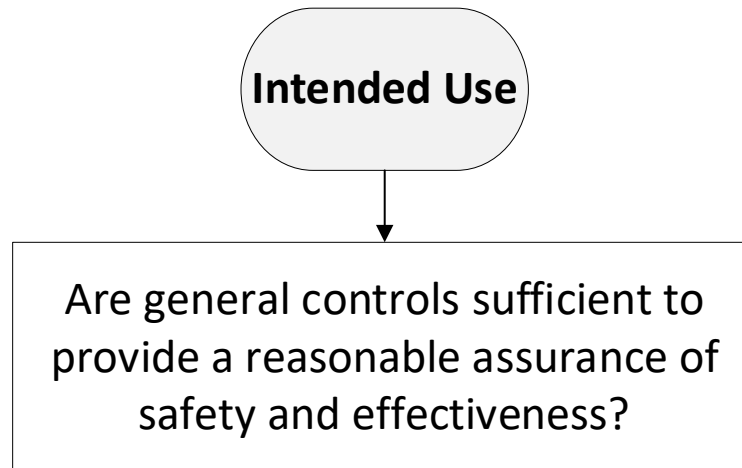 Intended Use
Are general controls sufficient to
provide a reasonable assurance of
safety and effectiveness?